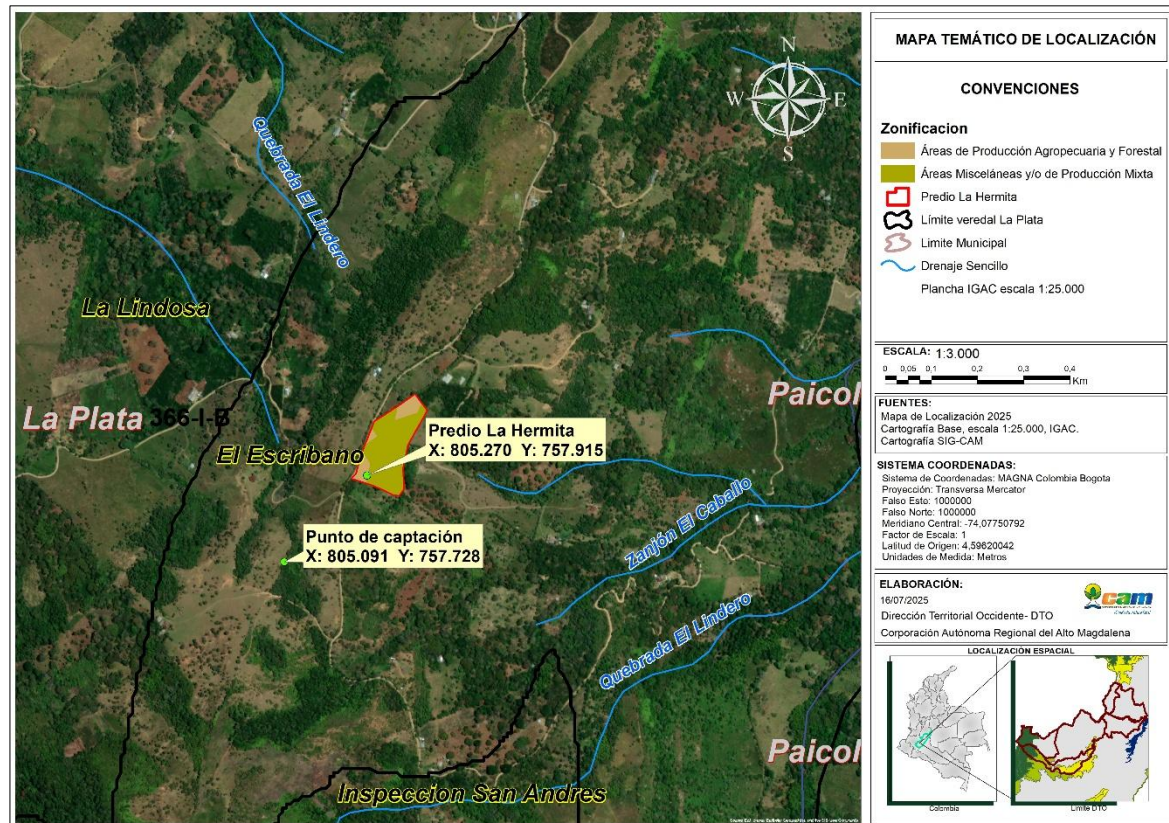 MAPA TEMÁTICO DE LOCALIZACIÓN
CONVENCIONES
Zonificacion
Áreas de Producción Agropecuaria y Forestal
Áreas Misceláneas y/o de Producción Mixta
Predio La Hermita
Límite veredal La Plata
Limite Municipal
Drenaje Sencillo
Plancha IGAC escala 1:25.000
ESCALA: 1:3.000
0 0,05 0,1 0,2 0,3 0,4
Km
FUENTES:
Mapa de Localización 2025
Cartografía Base, escala 1:25.000, IGAC.
Cartografía SIG-CAM
SISTEMA COORDENADAS:
Sistema de Coordenadas: MAGNA Colombia Bogota
Proyección: Transversa Mercator
Falso Este: 1000000
Falso Norte: 1000000
Meridiano Central: -74,07750792
Factor de Escala: 1
Latitud de Origen: 4,59620042
Unidades de Medida: Metros
ELABORACIÓN:
16/07/2025
Dirección Territorial Occidente- DTO
Corporación Autónoma Regional del Alto Magdalena
cam
LOCALIZACIÓN ESPACIAL
Colombia
Limite DTO
N
W E
S
Quebrada El Lindero
La Lindosa
La Plata 366-I-B
Paicol
El Escribano
Predio La Hermita
X: 805.270 Y: 757.915
Punto de captación
X: 805.091 Y: 757.728
Zanjón El Caballo
Quebrada El Lindero
Paicol
Inspeccion San Andres